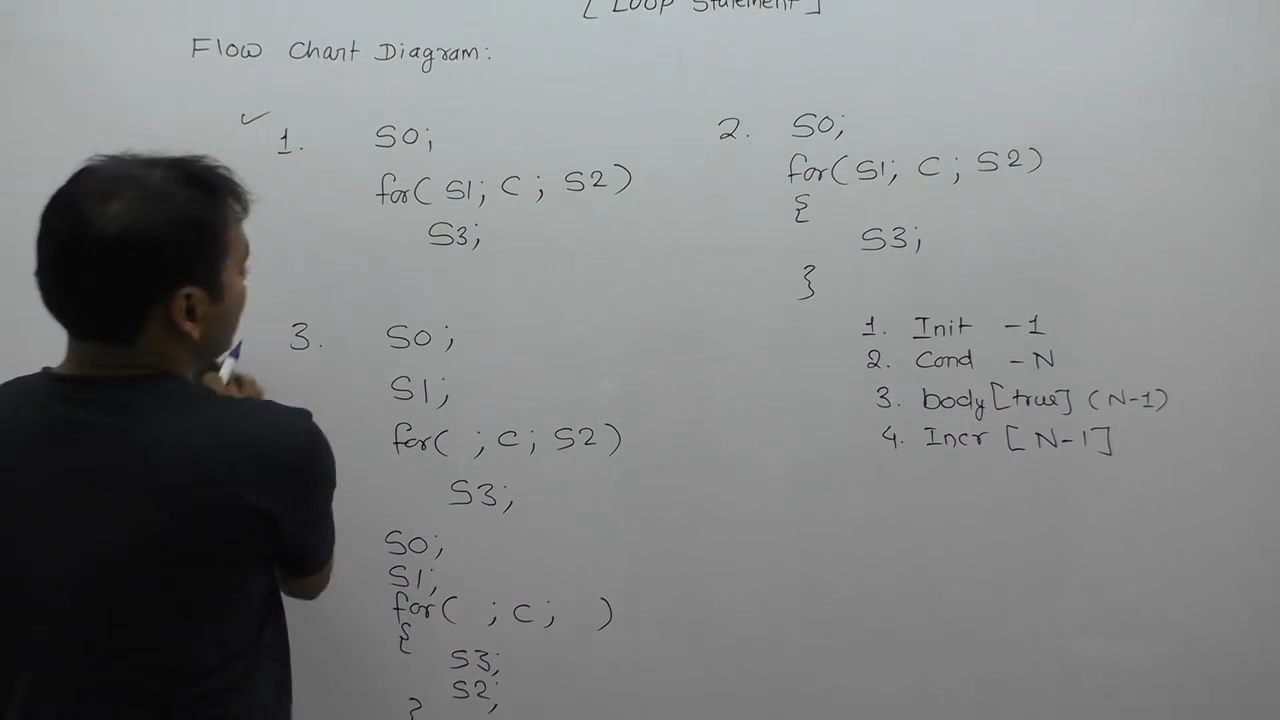 [ Loop Statement ]
Flow Chart Diagram:
1. S0;
for( S1; C ; S2)
S3;
2. S0;
for( S1; C ; S2)
{
S3;
}
1. Init - 1
2. Cond - N
3. body [true] (N-1)
4. Incr [ N-1]
3. S0;
S1;
for( ; C; S2)
S3;
S0;
S1;
for( ; C; )
{
S3;
S2;
}